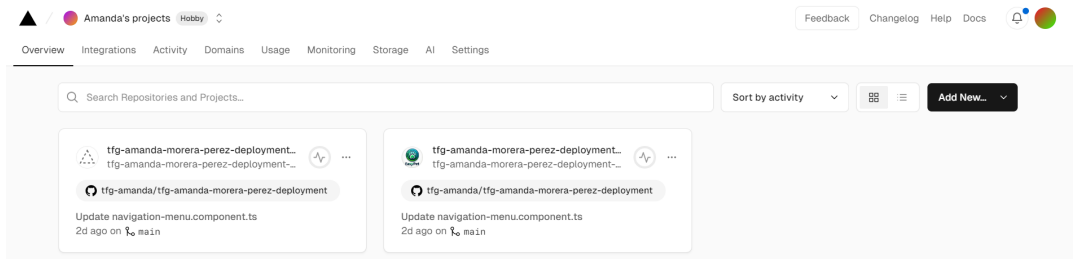 Amanda's projects Hobby
Feedback Changelog Help Docs
Overview Integrations Activity Domains Usage Monitoring Storage AI Settings
Search Repositories and Projects...
Sort by activity
Add New...
tfg-amanda-morera-perez-deployment...
tfg-amanda-morera-perez-deployment-...
tfg-amanda/tfg-amanda-morera-perez-deployment
Update navigation-menu.component.ts
2d ago on main
tfg-amanda-morera-perez-deployment...
tfg-amanda-morera-perez-deployment-...
tfg-amanda/tfg-amanda-morera-perez-deployment
Update navigation-menu.component.ts
2d ago on main